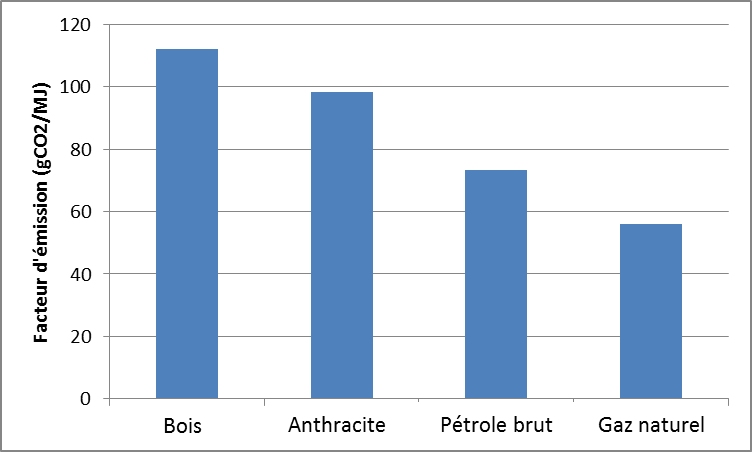 Facteur d'émission (gCO2/MJ)
120
100
80
60
40
20
0
Bois
Anthracite
Pétrole brut
Gaz naturel